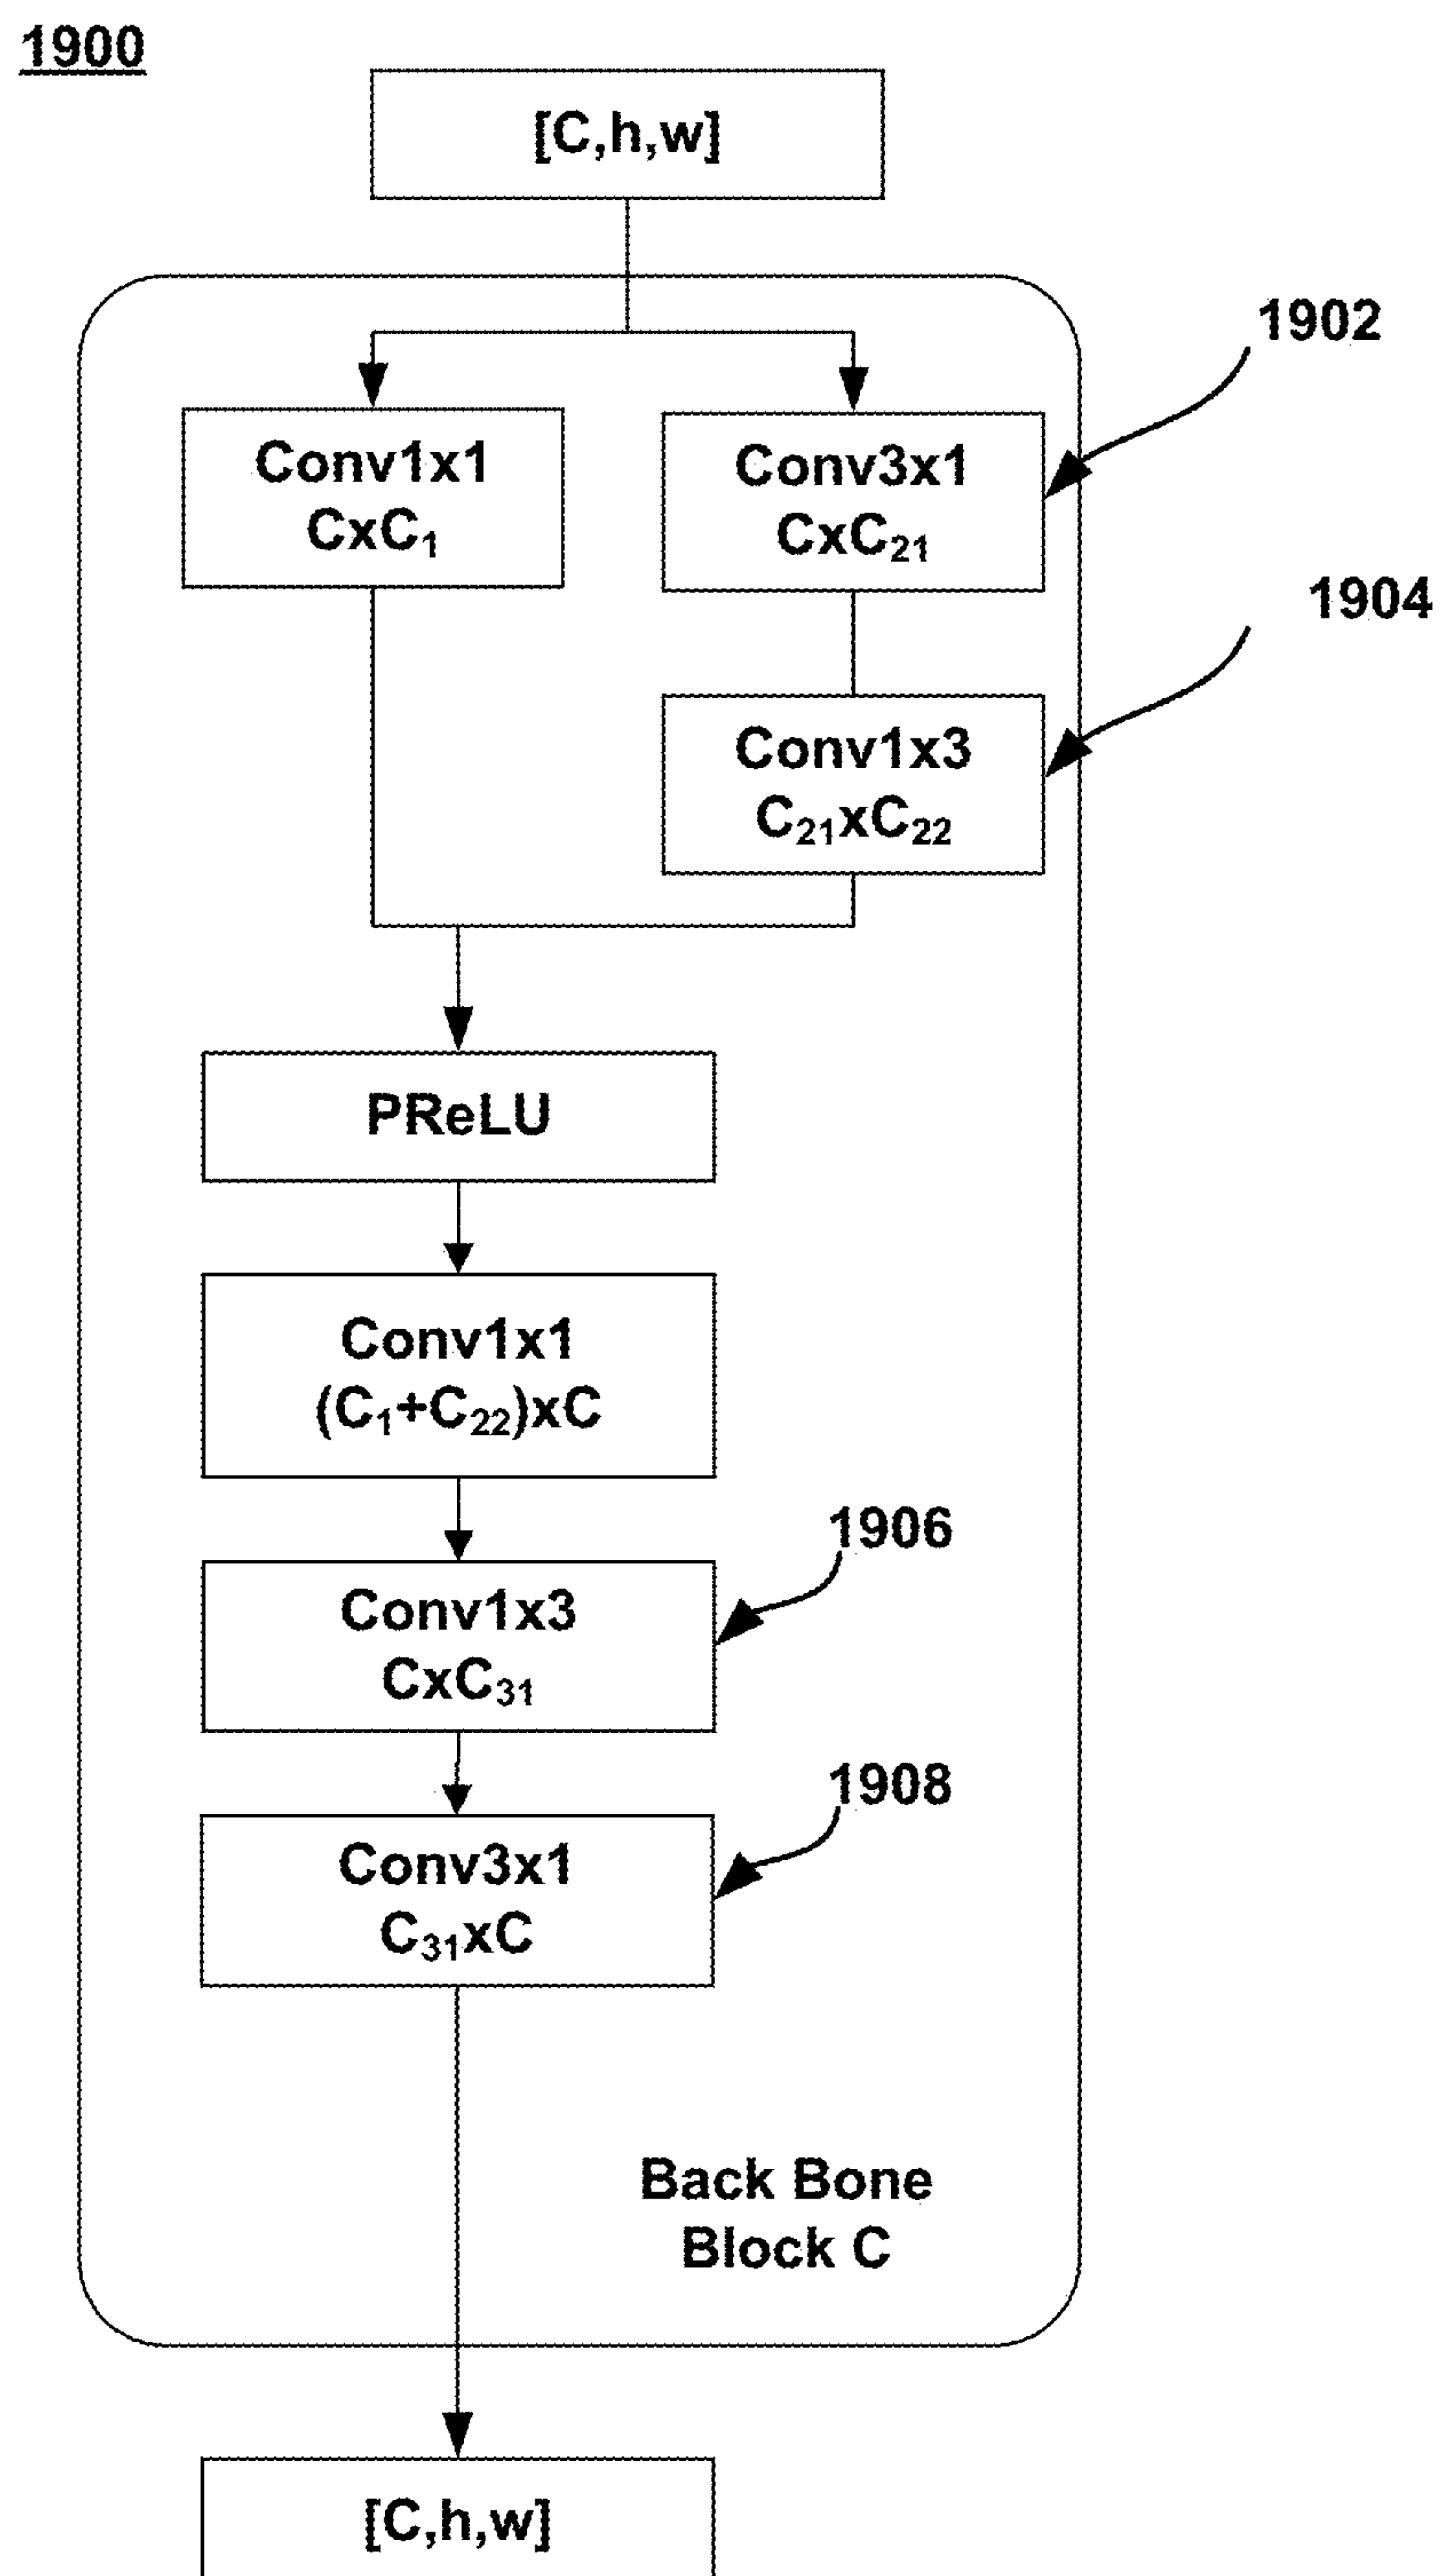 1900
[C,h,w]
1902
Conv1x1
CxC₁
Conv3x1
CxC₂₁
1904
Conv1x3
C₂₁xC₂₂
PReLU
Conv1x1
(C₁+C₂₂)xC
1906
Conv1x3
CxC₃₁
1908
Conv3x1
C₃₁xC
Back Bone
Block C
[C,h,w]